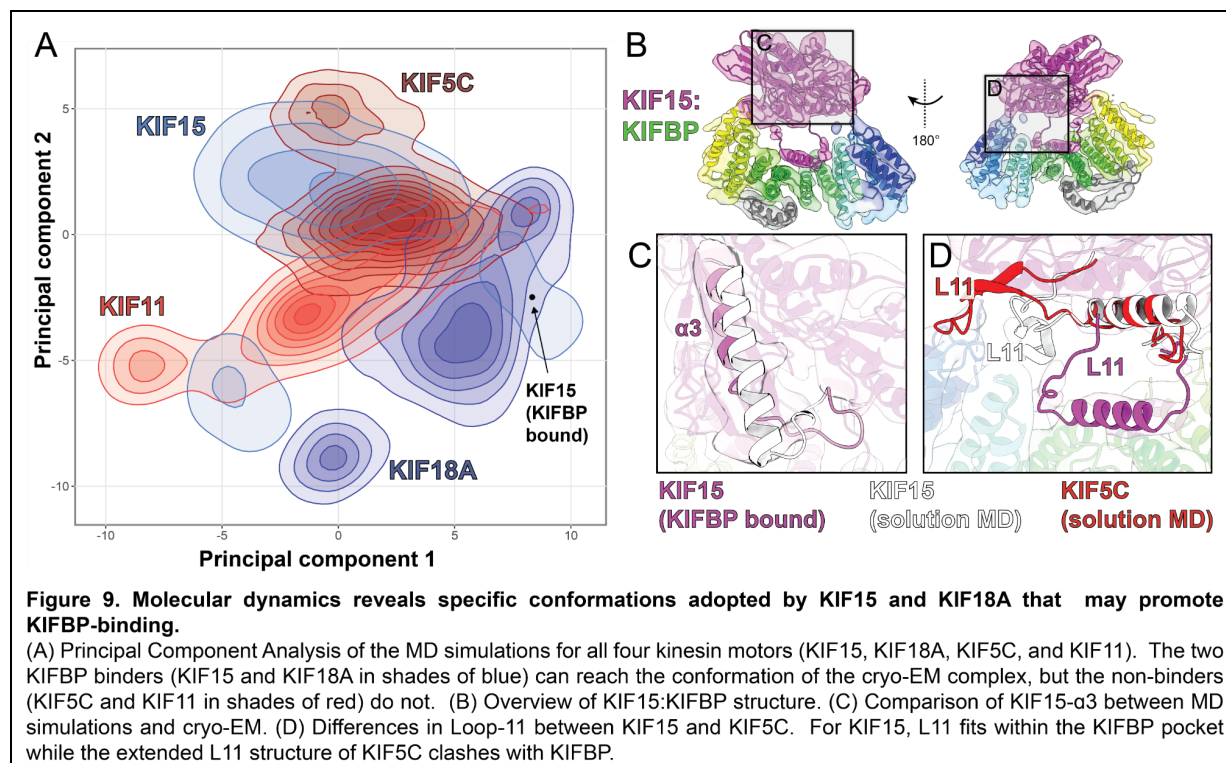 A
KIF5C
KIF15
KIF11
KIF18A
KIF15
(KIFBP
bound)
Principal component 2
5
0
-5
-10
-10
-5
0
5
10
Principal component 1
B
C
KIF15:
KIFBP
180°
D
C
α3
D
L11
L11
L11
KIF15
(KIFBP bound)
KIF15
(solution MD)
KIF5C
(solution MD)
Figure 9. Molecular dynamics reveals specific conformations adopted by KIF15 and KIF18A that may promote
KIFBP-binding.
(A) Principal Component Analysis of the MD simulations for all four kinesin motors (KIF15, KIF18A, KIF5C, and KIF11). The two
KIFBP binders (KIF15 and KIF18A in shades of blue) can reach the conformation of the cryo-EM complex, but the non-binders
(KIF5C and KIF11 in shades of red) do not. (B) Overview of KIF15:KIFBP structure. (C) Comparison of KIF15-α3 between MD
simulations and cryo-EM. (D) Differences in Loop-11 between KIF15 and KIF5C. For KIF15, L11 fits within the KIFBP pocket
while the extended L11 structure of KIF5C clashes with KIFBP.